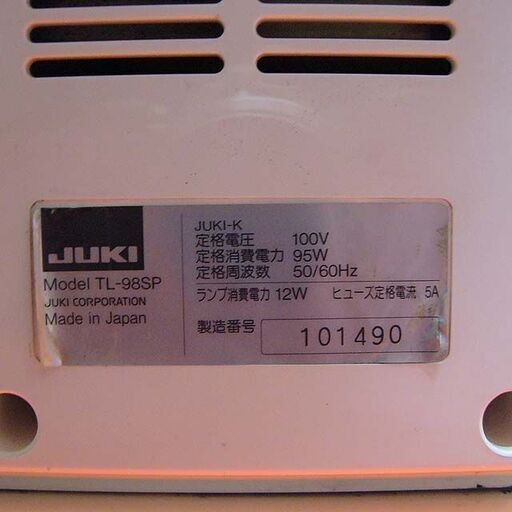 JUKI
Model TL-98SP
JUKI CORPORATION
Made in Japan
JUKI-K
定格電圧 100V
定格消費電力 95W
定格周波数 50/60Hz
ランプ消費電力 12W ヒューズ定格電流 5A
製造番号 101490